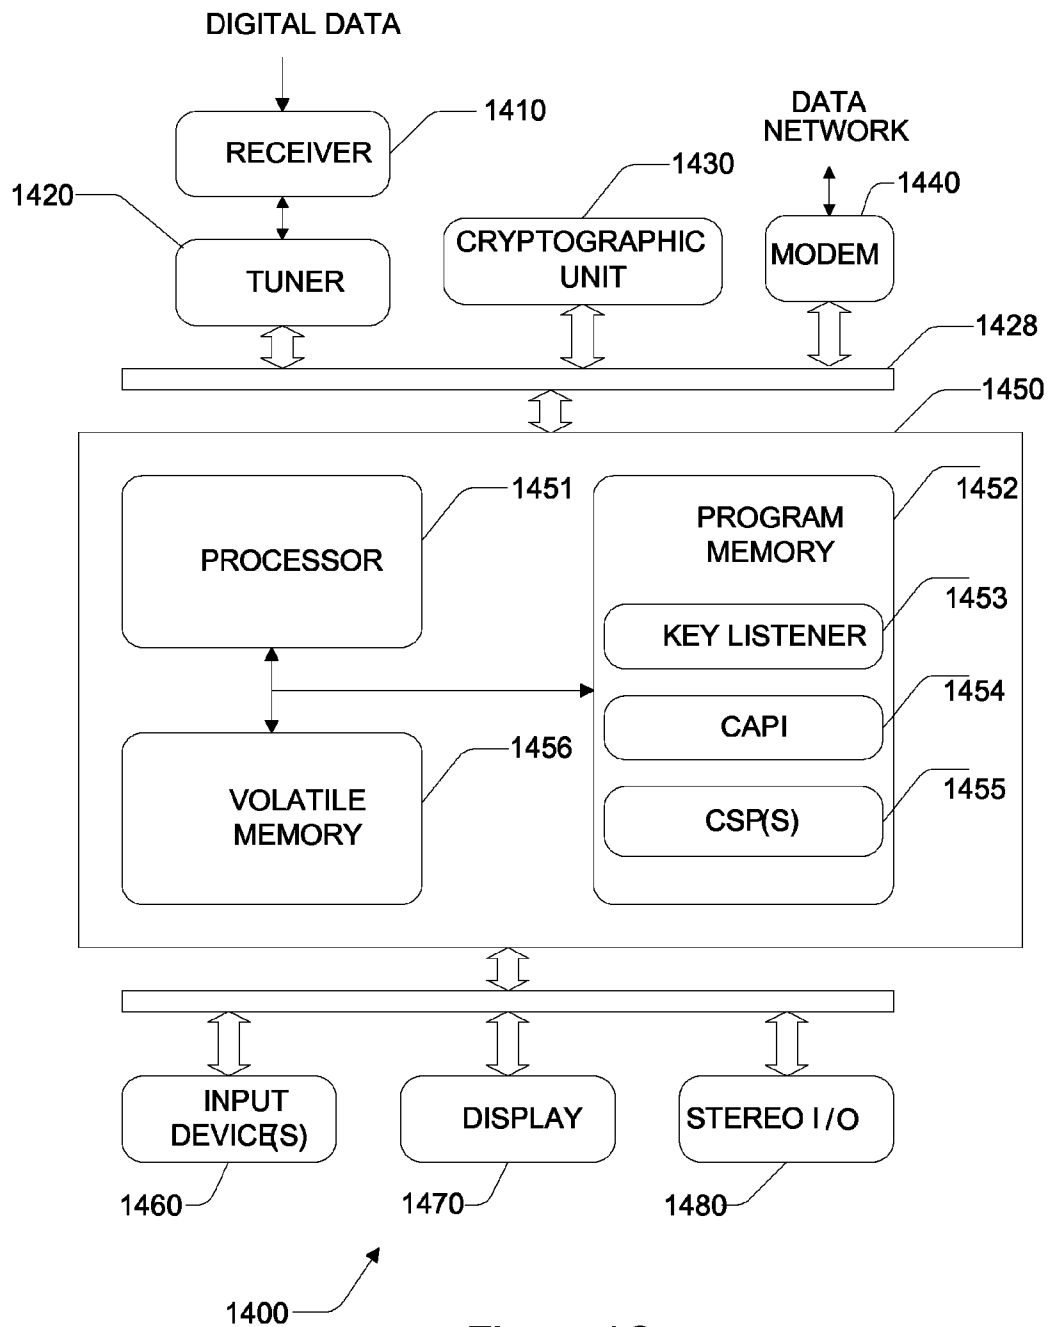 DIGITAL DATA
RECEIVER
1410
DATA
NETWORK
1420
1430
1440
TUNER
CRYPTOGRAPHIC
UNIT
MODEM
1428
1450
PROCESSOR
1451
PROGRAM
MEMORY
1452
KEY LISTENER
1453
CAPI
1454
CSP(S)
1455
VOLATILE
MEMORY
1456
INPUT
DEVICE(S)
DISPLAY
STEREO I/O
1460
1470
1480
1400